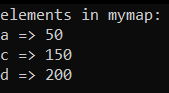 elements in mymap:
a => 50
c => 150
d => 200